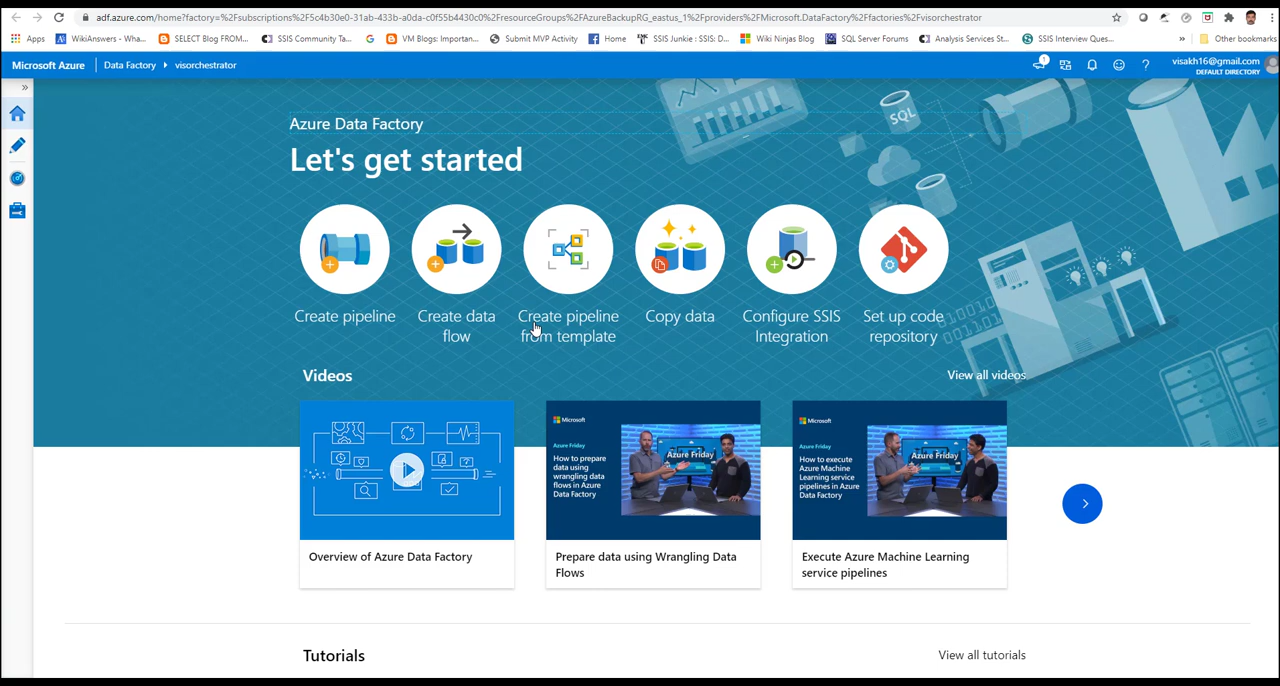 adf.azure.com/home?factory=%2Fsubscriptions%2F5c4b30e0-31ab-433b-a0da-c0f55b4430c0%2FresourceGroups%2FAzureBackupRG_eastus_1%2Fproviders%2FMicrosoft.DataFactory%2Ffactories%2Fvisorchestrator
Apps
WikiAnswers - Wha...
SELECT Blog FROM...
SSIS Community Ta...
VM Blogs: Importan...
Submit MVP Activity
Home
SSIS Junkie : SSIS: D...
Wiki Ninjas Blog
SQL Server Forums
Analysis Services St...
SSIS Interview Ques...
»
Other bookmarks
Microsoft Azure
Data Factory
visorchestrator
1
?
visakh16@gmail.com
DEFAULT DIRECTORY
»
Azure Data Factory
Let's get started
SQL
Create pipeline
Create data
flow
Create pipeline
from template
Copy data
Configure SSIS
Integration
Set up code
repository
Videos
View all videos
Overview of Azure Data Factory
Microsoft
Azure Friday
How to prepare
data using
wrangling data
flows in Azure
Data Factory
Azure Friday
Prepare data using Wrangling Data
Flows
Microsoft
Azure Friday
How to execute
Azure Machine
Learning service
pipelines in Azure
Data Factory
Azure Friday
Execute Azure Machine Learning
service pipelines
Tutorials
View all tutorials